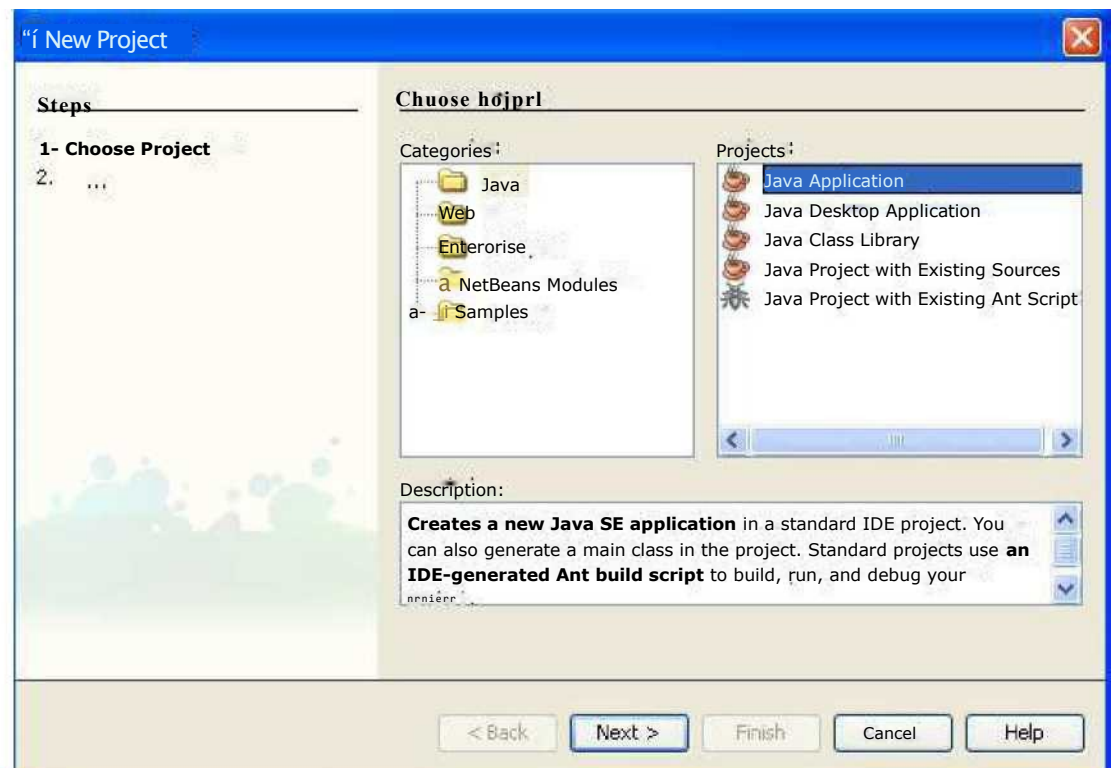 “í New Project
Steps
1- Choose Project
2. ...
Chuose hojprl
Categories:
Java
Web
Enterorise
a NetBeans Modules
a- Samples
Projects:
Java Application
Java Desktop Application
Java Class Library
Java Project with Existing Sources
Java Project with Existing Ant Script
Description:
Creates a new Java SE application in a standard IDE project. You
can also generate a main class in the project. Standard projects use an
IDE-generated Ant build script to build, run, and debug your
< Back
Next >
Finish
Cancel
Help